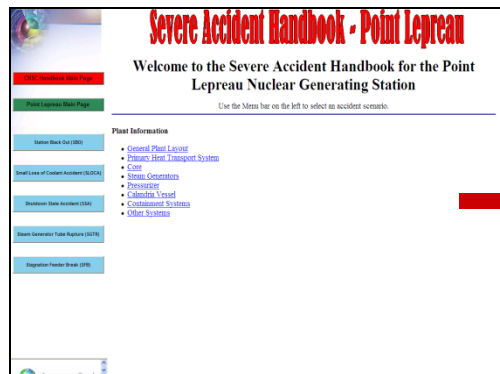 Severe Accident Handbook - Point Lepreau
Welcome to the Severe Accident Handbook for the Point
Lepreau Nuclear Generating Station
Use the Menu bar on the left to select an accident scenario.
CNSC Handbook Main Page
Point Lepreau Main Page
Station Black Out (SBO)
Small Loss of Coolant Accident (SLOCA)
Shutdown State Accident (SSA)
Steam Generator Tube Rupture (SGTR)
Stagnation Feeder Break (SFB)
Plant Information
General Plant Layout
Primary Heat Transport System
Core
Steam Generators
Pressurizer
Calandria Vessel
Containment Systems
Other Systems